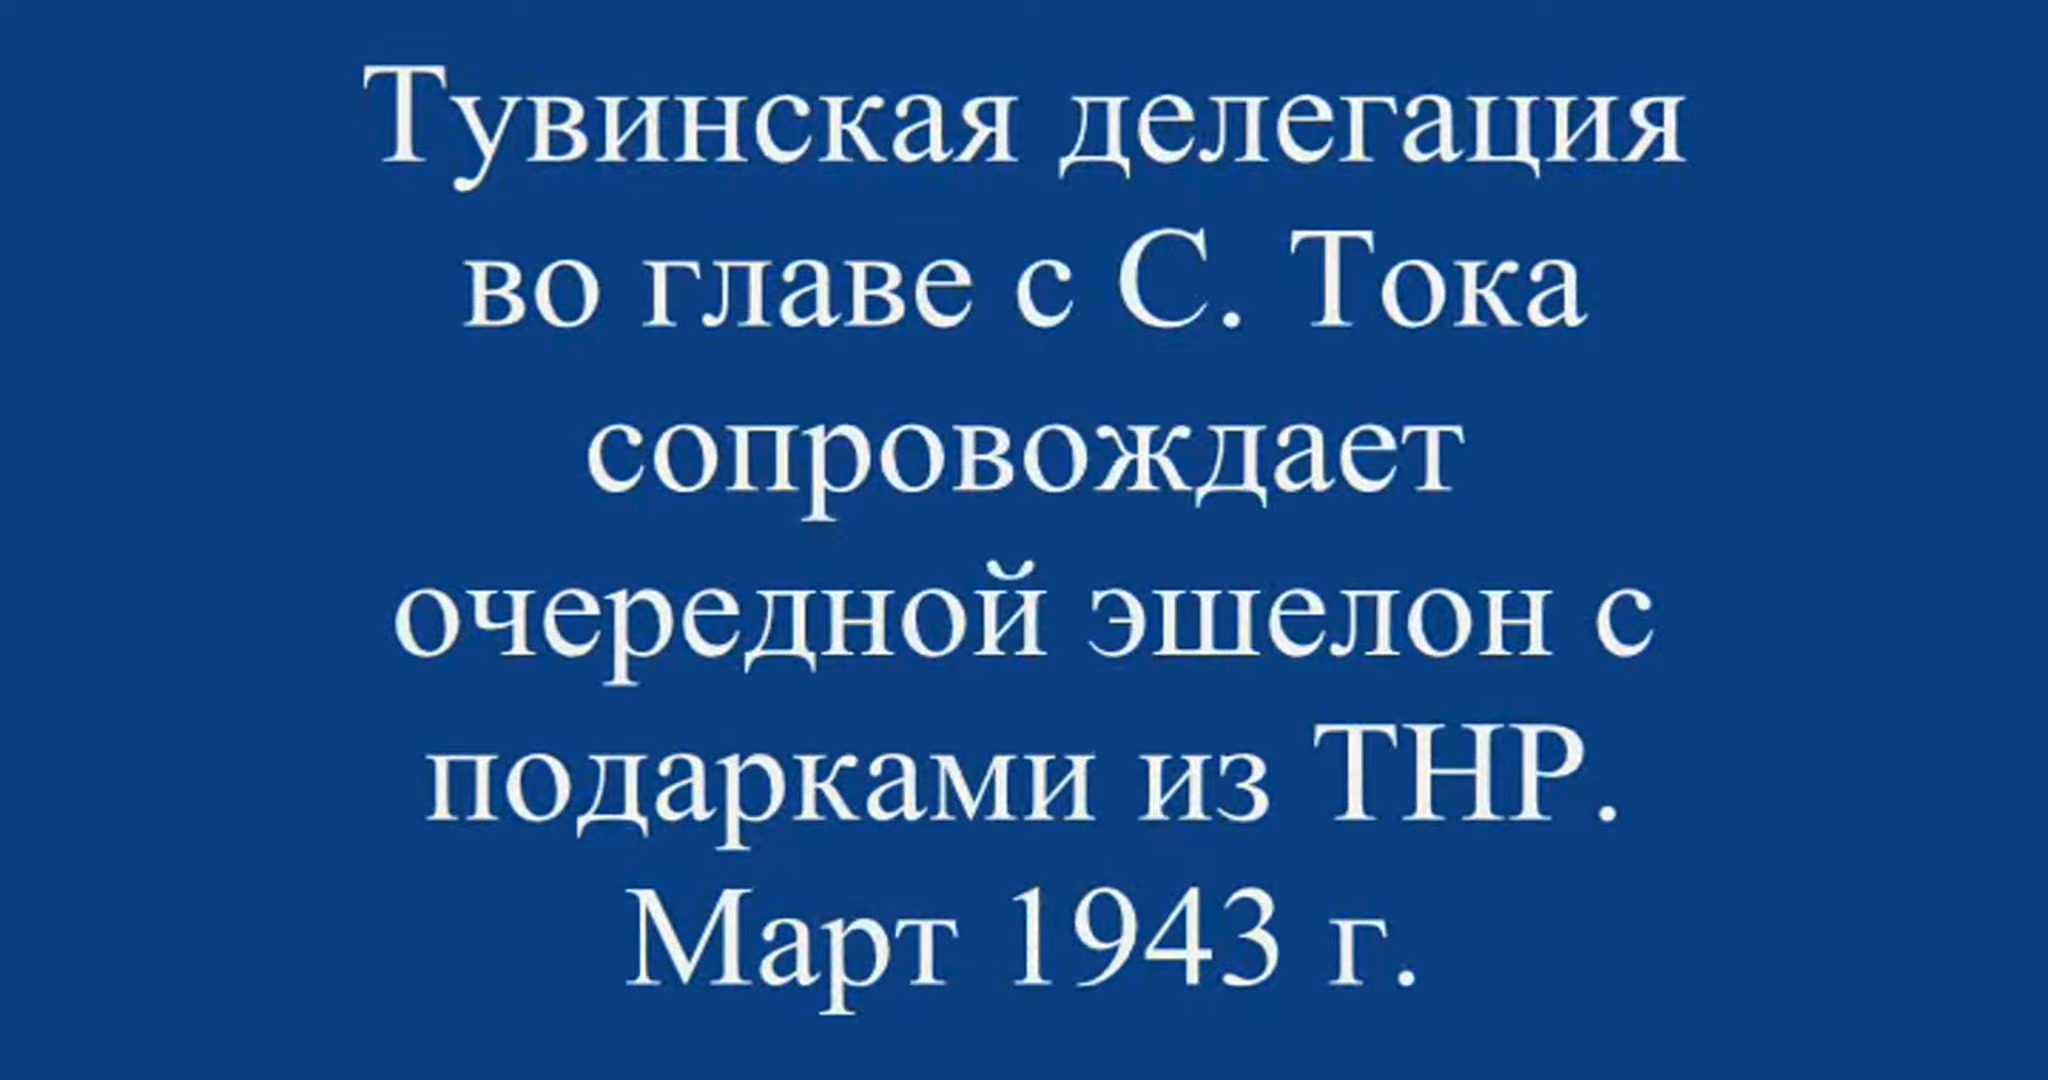 Тувинская делегация
во главе с С. Тока
сопровождает
очередной эшелон с
подарками из ТНР.
Март 1943 г.